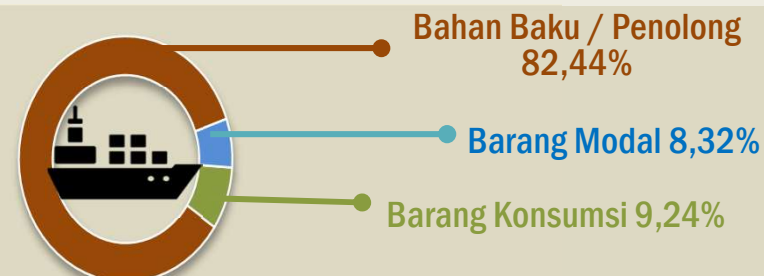 Bahan Baku / Penolong
82,44%
Barang Modal 8,32%
Barang Konsumsi 9,24%